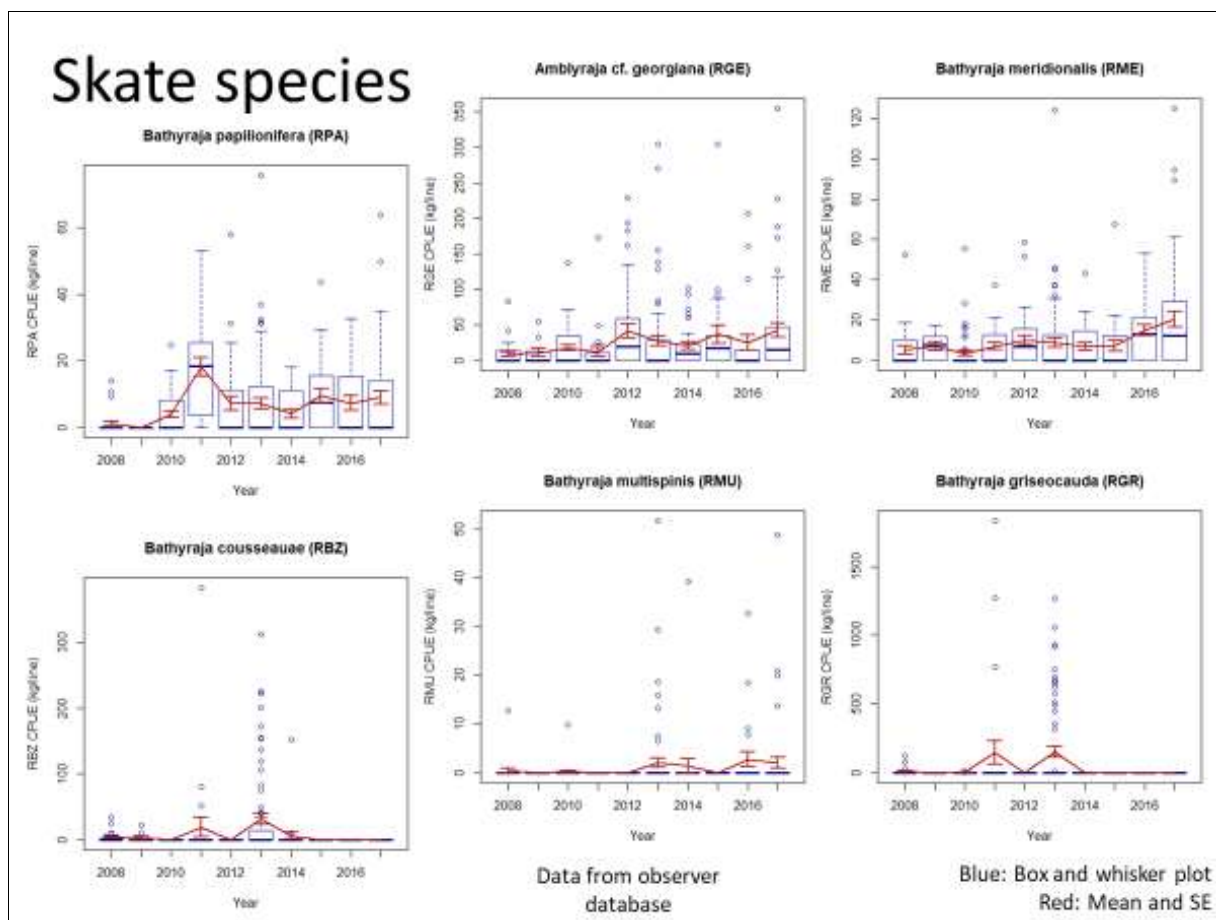 Skate species
Bathyraja papilionifera (RPA)
RPA CPUE (kg/line)
0 20 40 60
2008 2010 2012 2014 2016
Year
Amblyraja cf. georgiana (RGE)
RGE CPUE (kg/line)
0 50 100 150 200 250 300 350
2008 2010 2012 2014 2016
Year
Bathyraja meridionalis (RME)
RME CPUE (kg/line)
0 20 40 60 80 100 120
2008 2010 2012 2014 2016
Year
Bathyraja cousseauae (RBZ)
RBZ CPUE (kg/line)
0 100 200 300
2008 2010 2012 2014 2016
Year
Bathyraja multispinis (RMU)
RMU CPUE (kg/line)
0 10 20 30 40 50
2008 2010 2012 2014 2016
Year
Bathyraja griseocauda (RGR)
RGR CPUE (kg/line)
0 500 1000 1500
2008 2010 2012 2014 2016
Year
Data from observer
database
Blue: Box and whisker plot
Red: Mean and SE